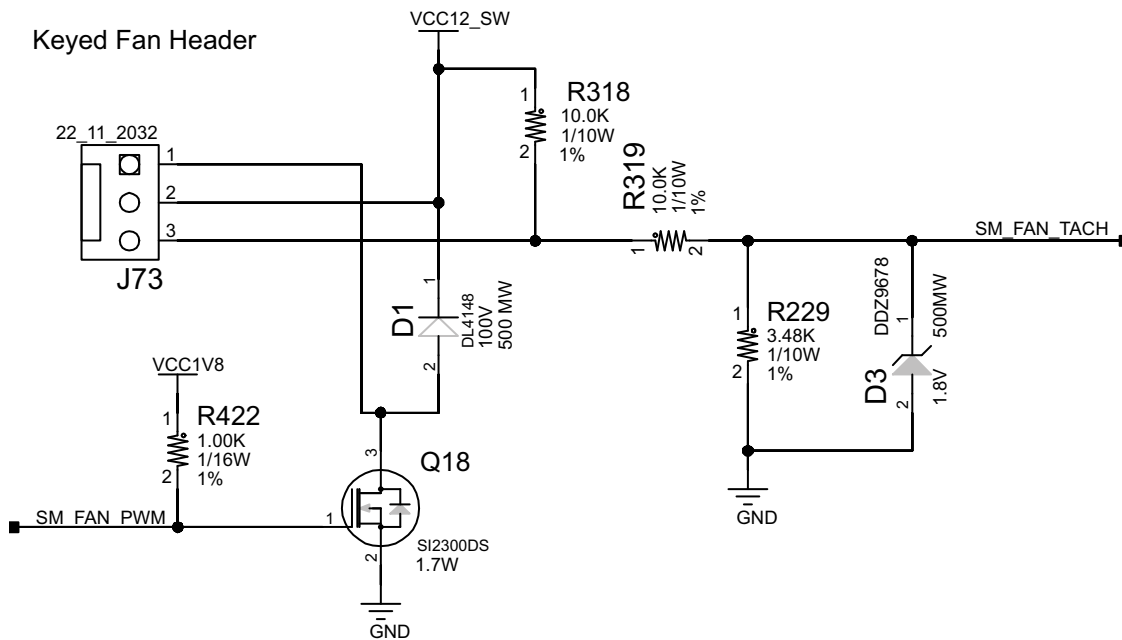 VCC12_SW
Keyed Fan Header
22_11_2032
1
2
3
J73
1
R318
10.0K
1/10W
1%
2
R319
10.0K
1/10W
1%
1
2
SM_FAN_TACH
1
D1
DL4148
100V
500 MW
2
1
R229
3.48K
1/10W
1%
2
DDZ9678
1
500MW
D3
2
1.8V
GND
VCC1V8
1
R422
1.00K
1/16W
1%
2
SM_FAN_PWM
1
3
Q18
SI2300DS
1.7W
2
GND